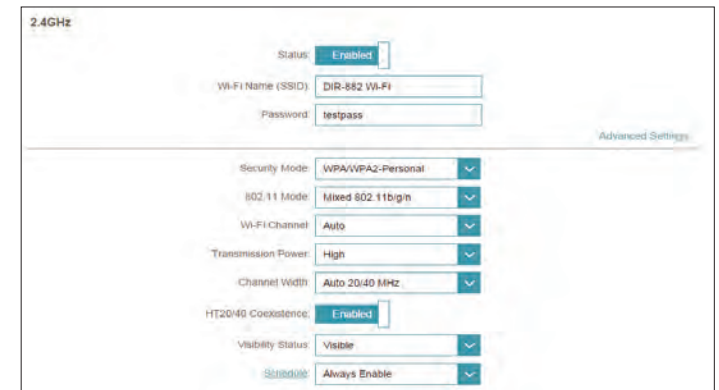 2.4GHz
Status: Enabled
Wi-Fi Name (SSID): DIR-882 Wi-Fi
Password: testpass
Advanced Settings
Security Mode: WPA/WPA2-Personal
802.11 Mode: Mixed 802.11b/g/n
Wi-Fi Channel: Auto
Transmission Power: High
Channel Width: Auto 20/40 MHz
HT20/40 Coexistence: Enabled
Visibility Status: Visible
Schedule: Always Enable